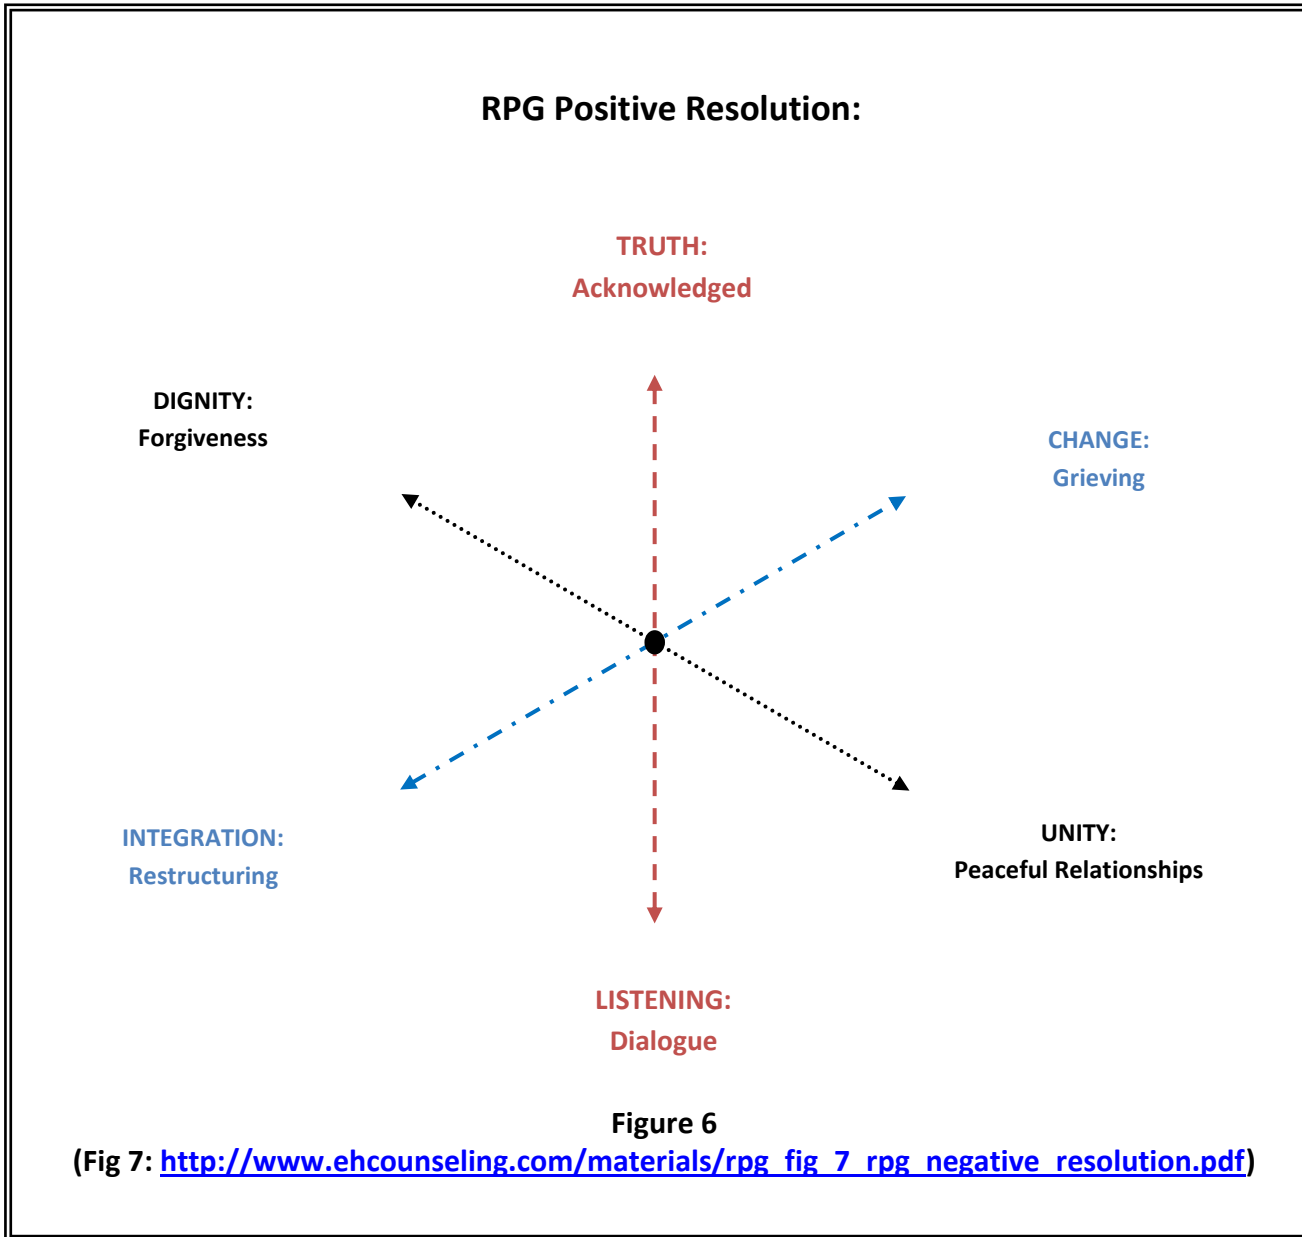 RPG Positive Resolution:
TRUTH:
Acknowledged
DIGNITY:
Forgiveness
CHANGE:
Grieving
INTEGRATION:
Restructuring
UNITY:
Peaceful Relationships
LISTENING:
Dialogue
Figure 6
(Fig 7: http://www.ehcounseling.com/materials/rpg_fig_7_rpg_negative_resolution.pdf)